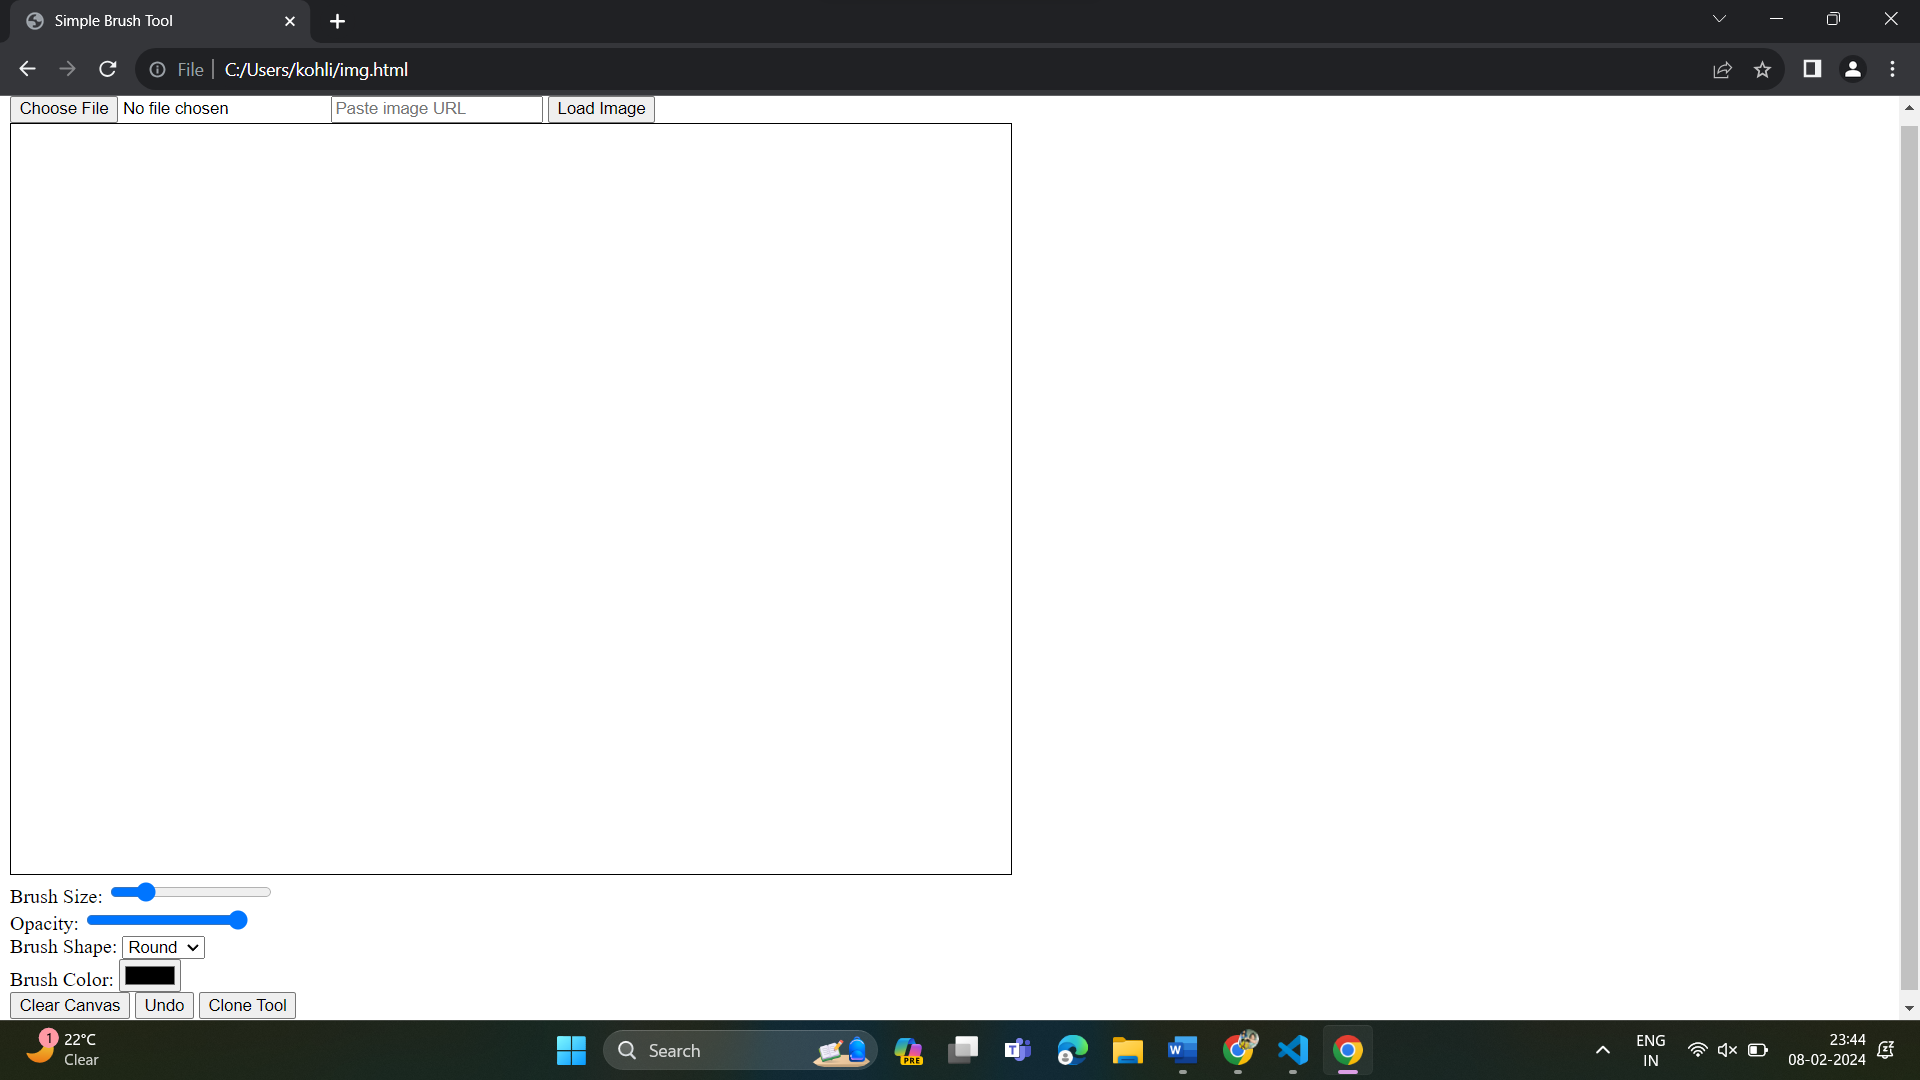 Simple Brush Tool
File C:/Users/kohli/img.html
Choose File No file chosen Paste image URL Load Image
Brush Size:
Opacity:
Brush Shape: Round
Brush Color:
Clear Canvas Undo Clone Tool
1 22°C
Clear
Search
PRE
T
W
ENG
IN
23:44
08-02-2024